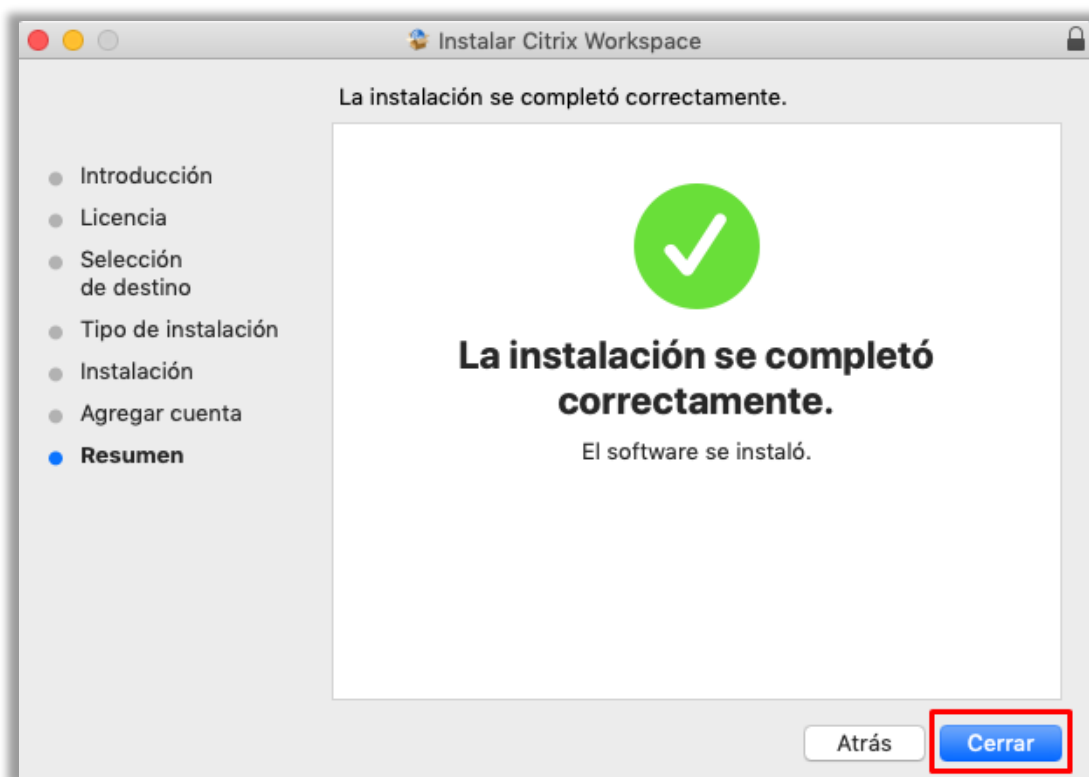 Instalar Citrix Workspace
La instalación se completó correctamente.
Introducción
Licencia
Selección
de destino
Tipo de instalación
Instalación
Agregar cuenta
Resumen
La instalación se completó
correctamente.
El software se instaló.
Atrás
Cerrar